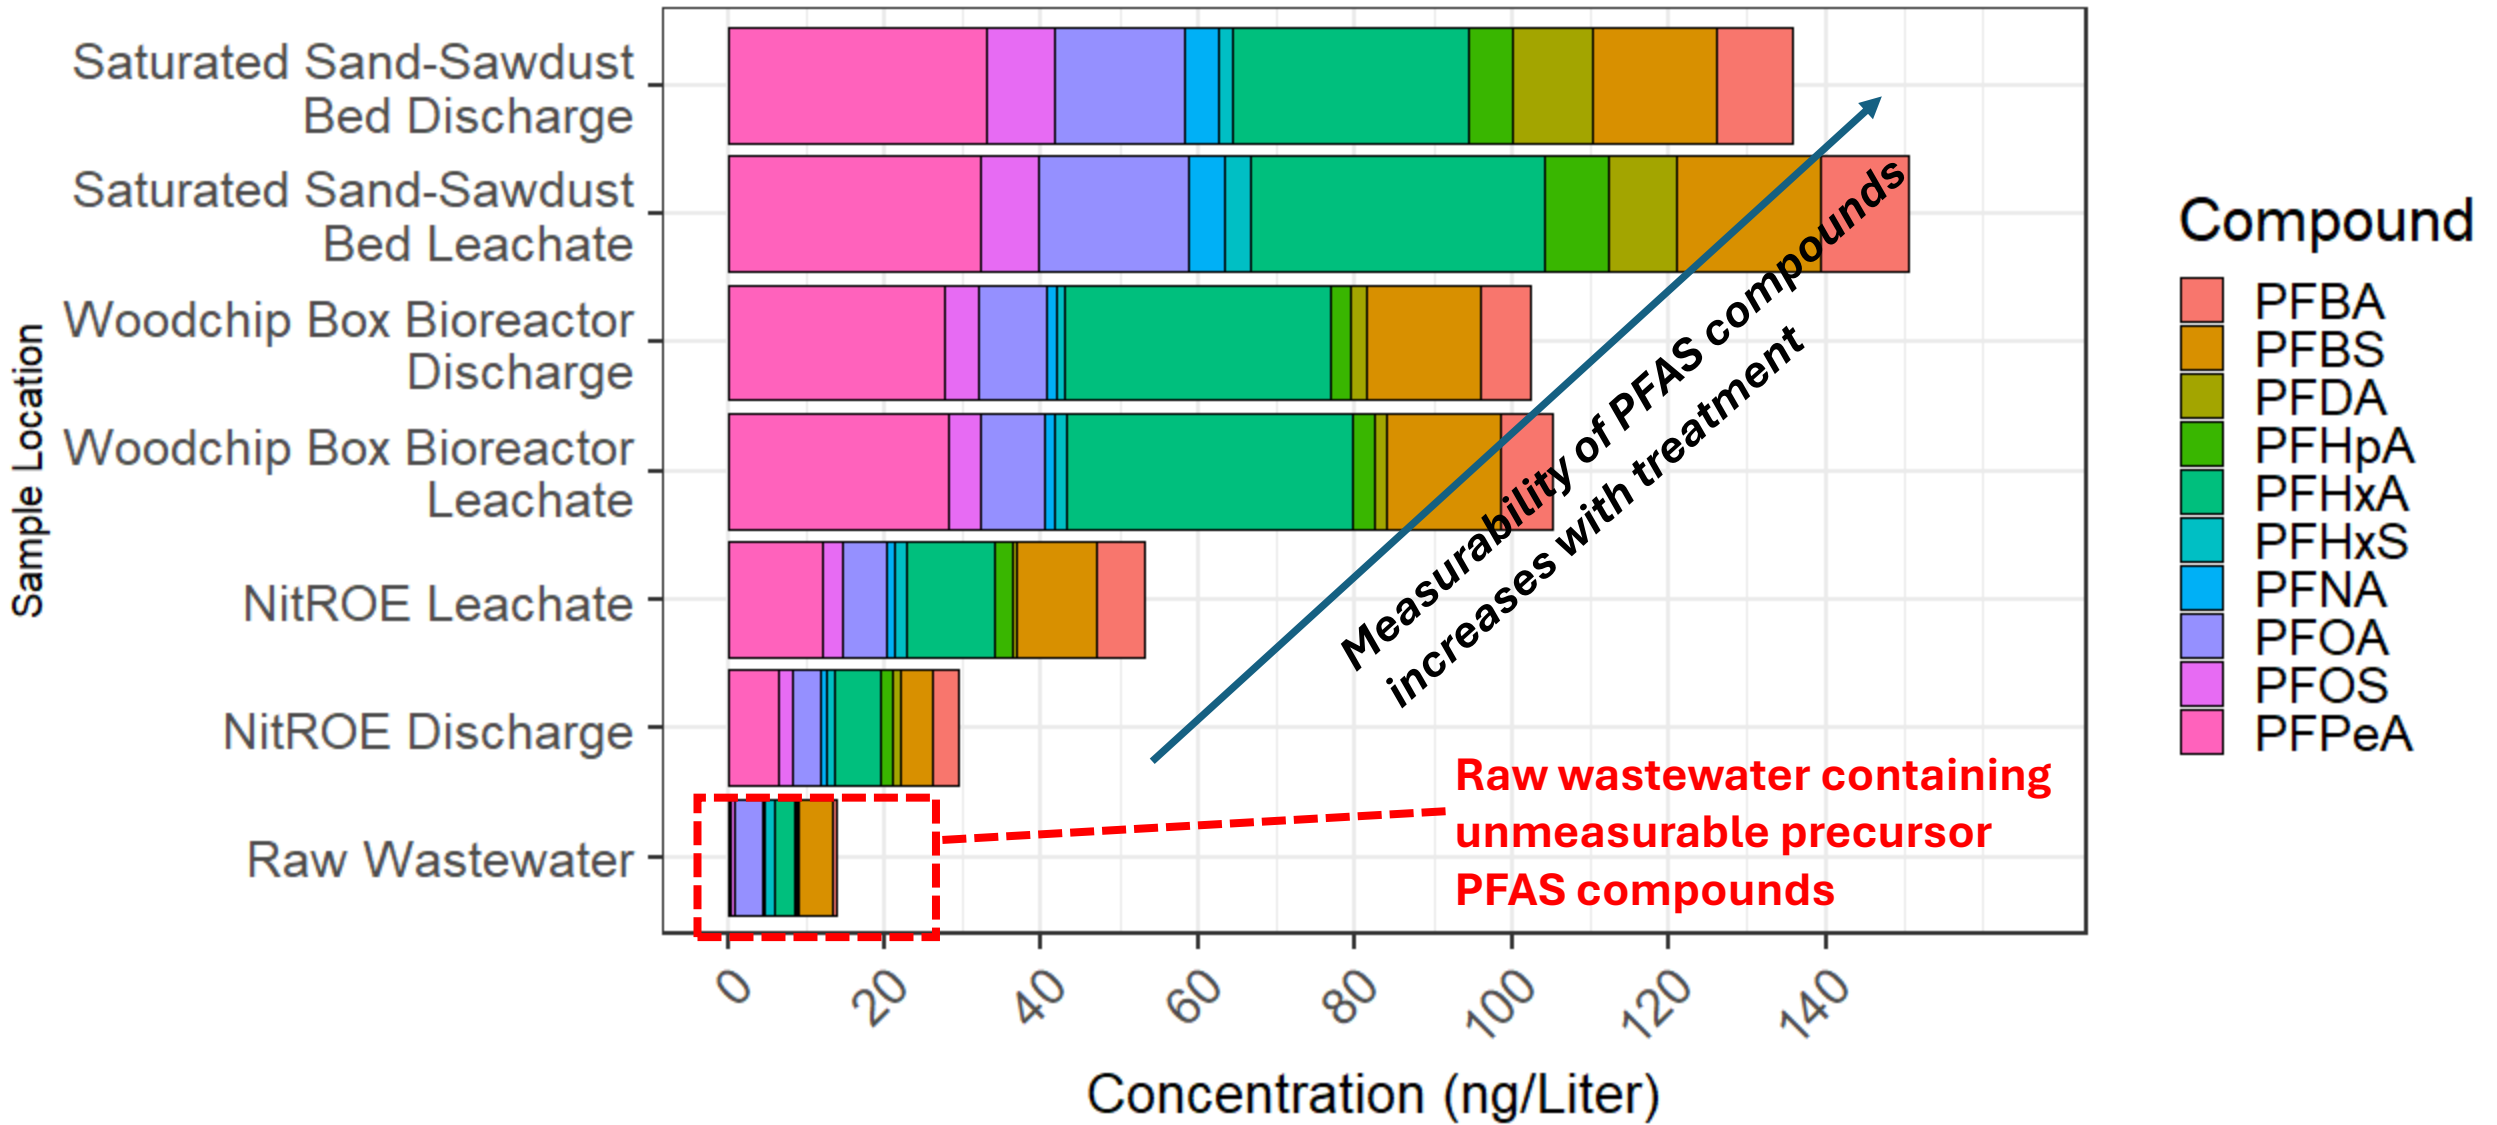 Saturated Sand-Sawdust
Bed Discharge
Saturated Sand-Sawdust
Bed Leachate
Woodchip Box Bioreactor
Discharge
Woodchip Box Bioreactor
Leachate
NitROE Leachate
NitROE Discharge
Raw Wastewater
Sample Location
Measurability of PFAS compounds
increases with treatment
Raw wastewater containing
unmeasurable precursor
PFAS compounds
0 20 40 60 80 100 120 140
Concentration (ng/Liter)
Compound
PFBA
PFBS
PFDA
PFHpA
PFHxA
PFHxS
PFNA
PFOA
PFOS
PFPeA